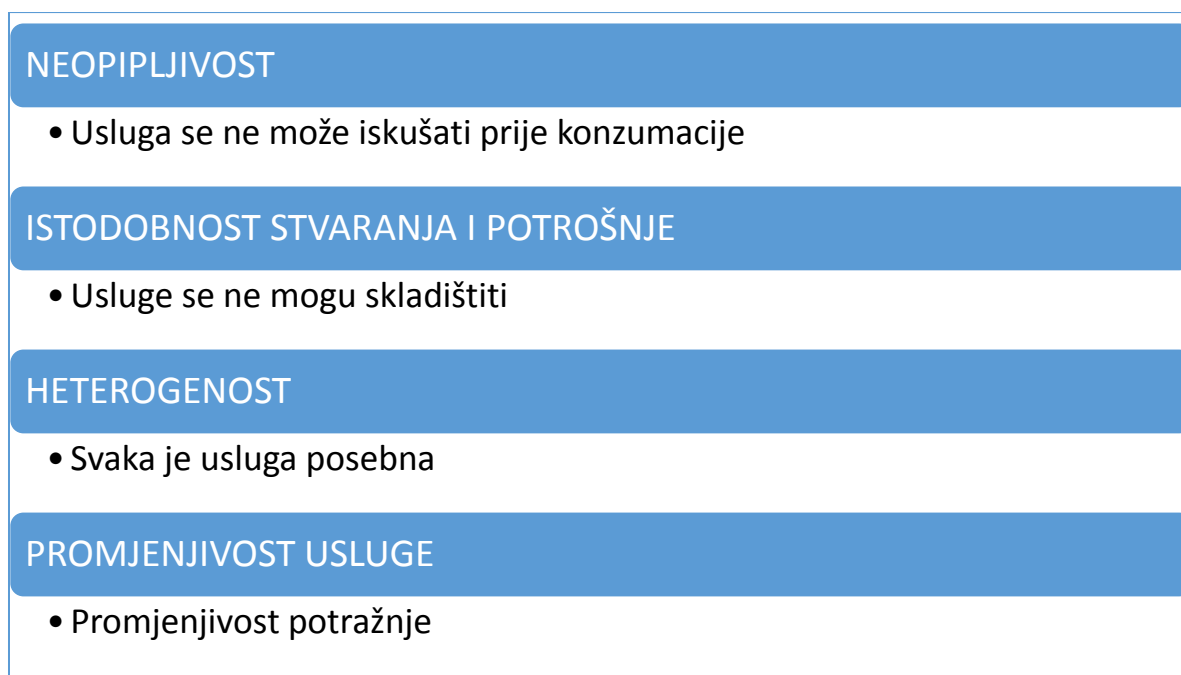 NEOPIPLJIVOST
• Usluga se ne može iskušati prije konzumacije
ISTODOBNOST STVARANJA I POTROŠNJE
• Usluge se ne mogu skladištiti
HETEROGENOST
• Svaka je usluga posebna
PROMJENJIVOST USLUGE
• Promjenjivost potražnje